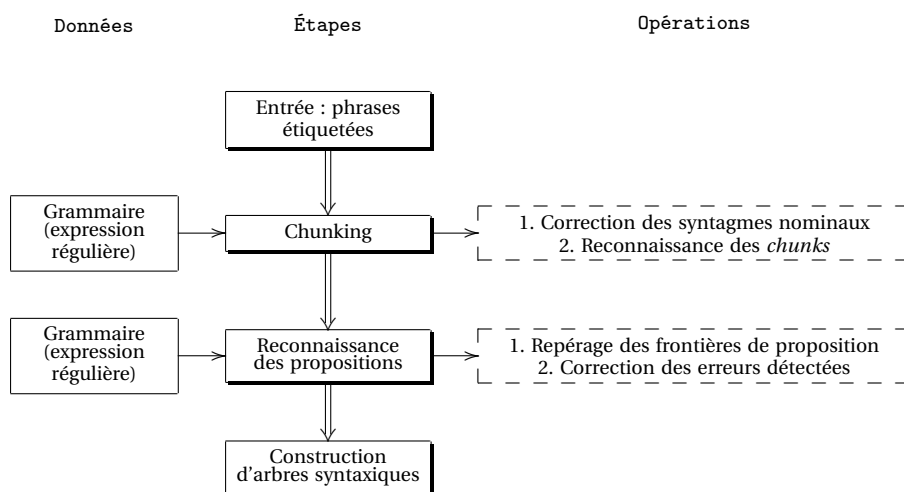 Données
Étapes
Opérations
Entrée : phrases
étiquetées
Grammaire
(expression
régulière)
Chunking
1. Correction des syntagmes nominaux
2. Reconnaissance des chunks
Grammaire
(expression
régulière)
Reconnaissance
des propositions
1. Repérage des frontières de proposition
2. Correction des erreurs détectées
Construction
d'arbres syntaxiques